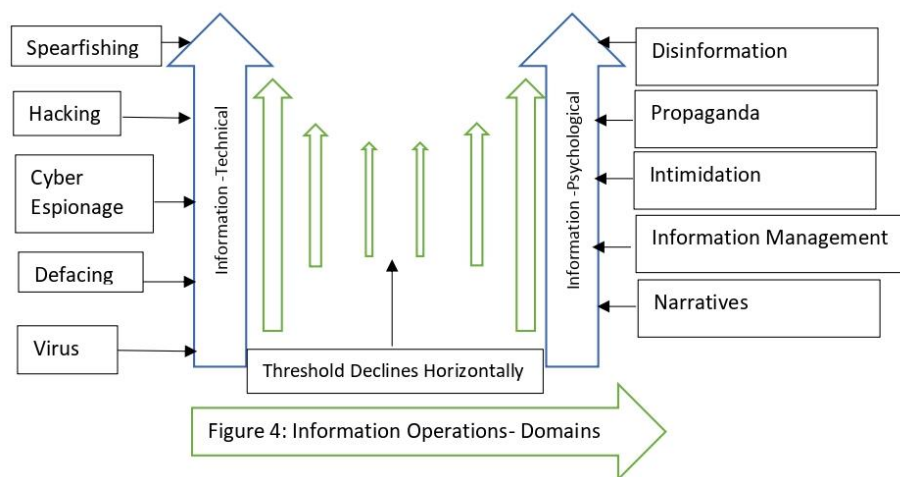 Spearfishing
Hacking
Cyber
Espionage
Defacing
Virus
Information -Technical
Information -Psychological
Disinformation
Propaganda
Intimidation
Information Management
Narratives
Threshold Declines Horizontally
Figure 4: Information Operations- Domains